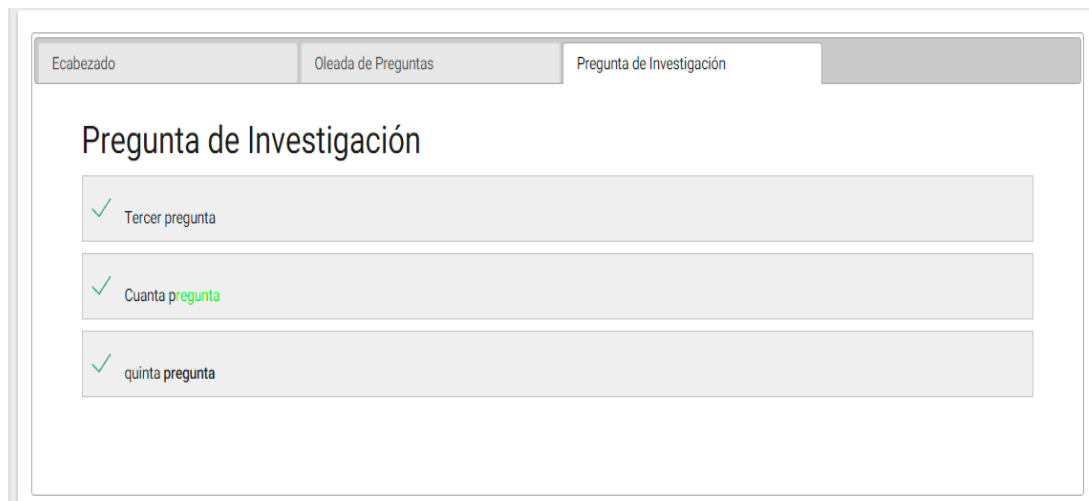 Ecabezado
Oleada de Preguntas
Pregunta de Investigación
Pregunta de Investigación
Tercer pregunta
Cuanta pregunta
quinta pregunta